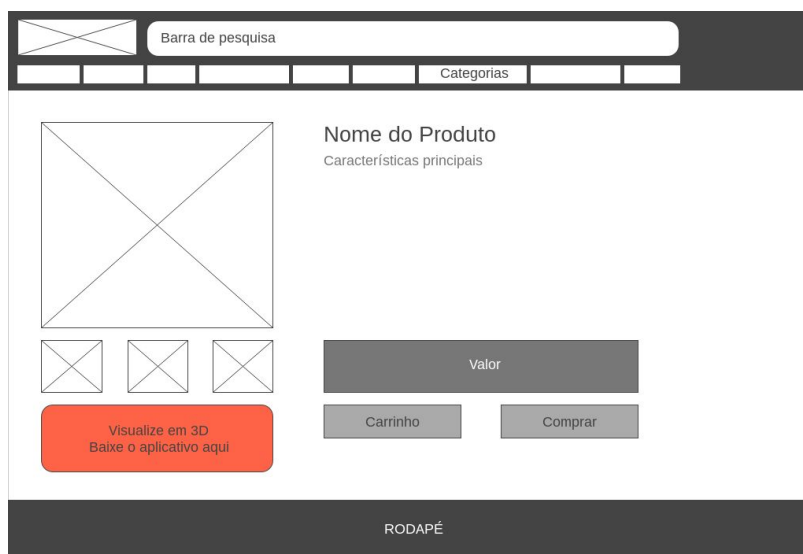 Barra de pesquisa
Categorias
Nome do Produto
Características principais
Valor
Carrinho
Comprar
Visualize em 3D
Baixe o aplicativo aqui
RODAPÉ